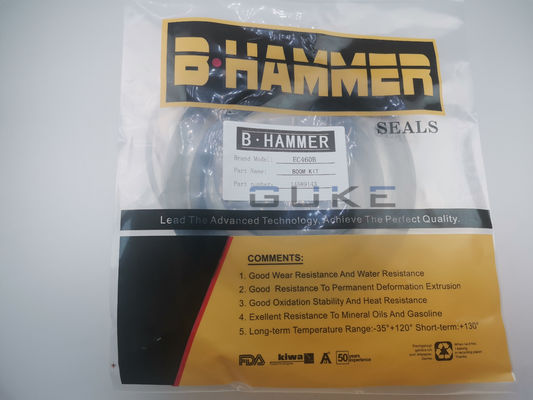 B·HAMMER
SEALS
B·HAMMER
Brand Model: EC460B
Part Name: BOOM KIT
Part number: 14589143
GUKE
Lead The Advanced Technology, Achieve The Perfect Quality.
COMMENTS:
1. Good Wear Resistance And Water Resistance
2. Good Resistance To Permanent Deformation Extrusion
3. Good Oxidation Stability And Heat Resistance
4. Exellent Resistance To Mineral Oils And Gasoline
5. Long-term Temperature Range:-35°+120° Short-term:+130°
FDA kiwa 50 years experience